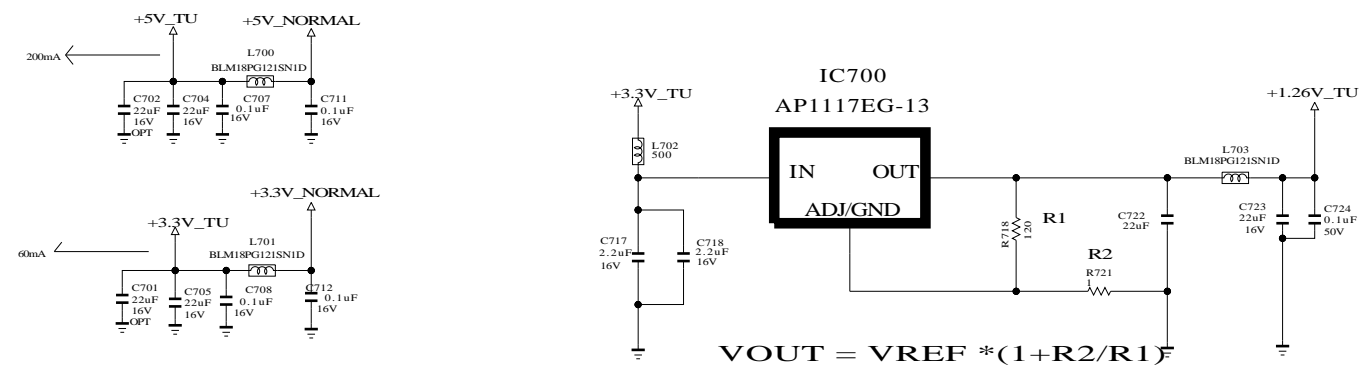 +5V_TU
+5V_NORMAL
200mA
L700
BLM18PG121SN1D
C702
22uF
16V
OPT
C704
22uF
16V
C707
0.1uF
16V
C711
0.1uF
16V
+3.3V_NORMAL
+3.3V_TU
60mA
L701
BLM18PG121SN1D
C701
22uF
16V
OPT
C705
22uF
16V
C708
0.1uF
16V
C712
0.1uF
16V
IC700
AP1117EG-13
+3.3V_TU
L702
500
IN
OUT
ADJ/GND
C717
2.2uF
16V
C718
2.2uF
16V
R718
120
R1
R2
R721
1
C722
22uF
L703
BLM18PG121SN1D
+1.26V_TU
C723
22uF
16V
C724
0.1uF
50V
VOUT = VREF *(1+R2/R1)